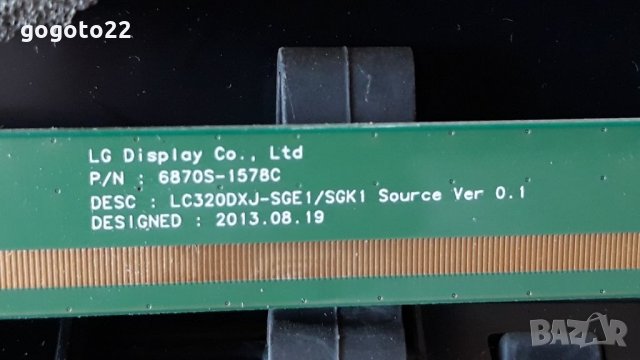 gogoto22
LG Display Co., Ltd
P/N : 6870S-1578C
DESC : LC320DXJ-SGE1/SGK1 Source Ver 0.1
DESIGNED : 2013.08.19
BAZAR